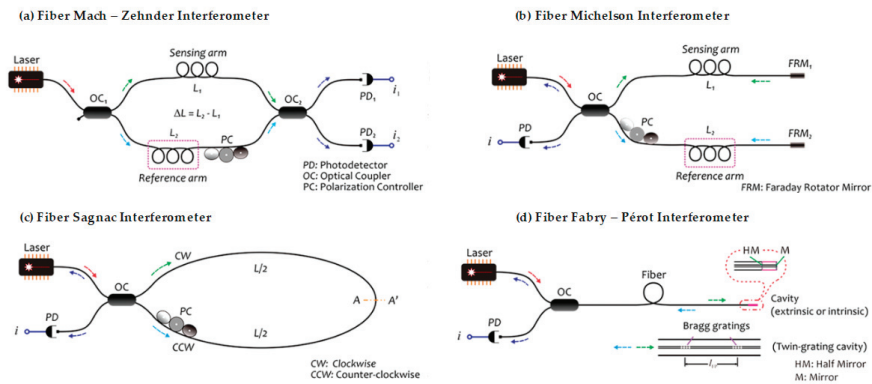 (a) Fiber Mach – Zehnder Interferometer
Laser
Sensing arm
L₁
OC₁
ΔL = L₂ - L₁
OC₂
L₂
PC
Reference arm
PD₁
i₁
PD₂
i₂
PD: Photodetector
OC: Optical Coupler
PC: Polarization Controller
(b) Fiber Michelson Interferometer
Laser
Sensing arm
L₁
FRM₁
OC
PD
i
PC
L₂
FRM₂
Reference arm
FRM: Faraday Rotator Mirror
(c) Fiber Sagnac Interferometer
Laser
CW
L/2
OC
A
A'
PD
i
PC
L/2
CCW
CW: Clockwise
CCW: Counter-clockwise
(d) Fiber Fabry – Pérot Interferometer
Laser
HM
M
Fiber
OC
Cavity
(extrinsic or intrinsic)
PD
i
Bragg gratings
(Twin-grating cavity)
HM: Half Mirror
M: Mirror